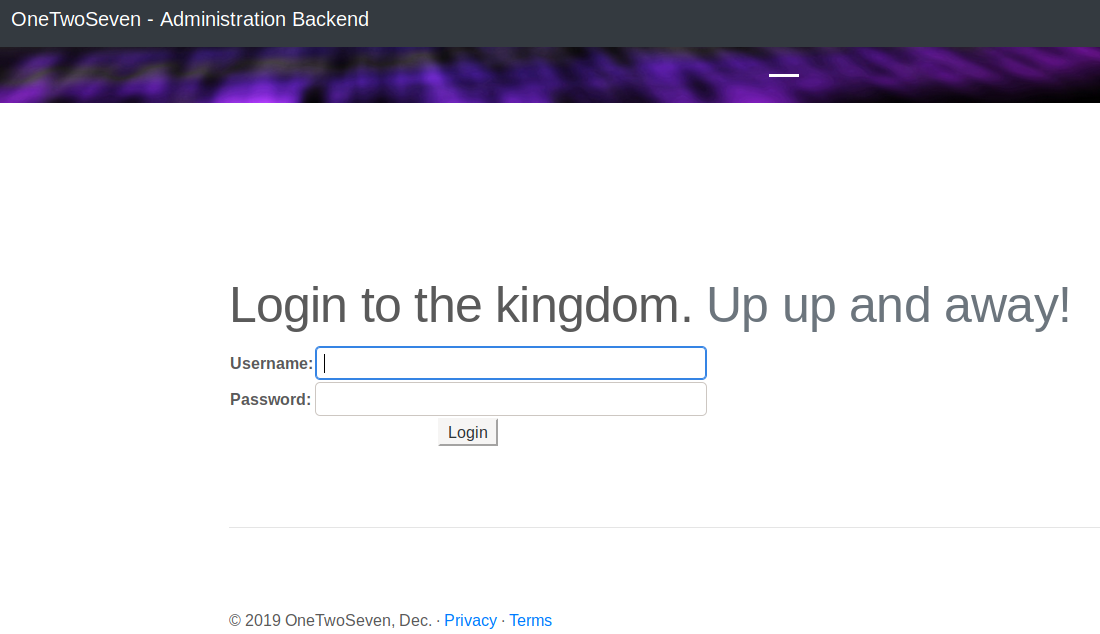 OneTwoSeven - Administration Backend
Login to the kingdom. Up up and away!
Username:
Password:
Login
© 2019 OneTwoSeven, Dec. · Privacy · Terms